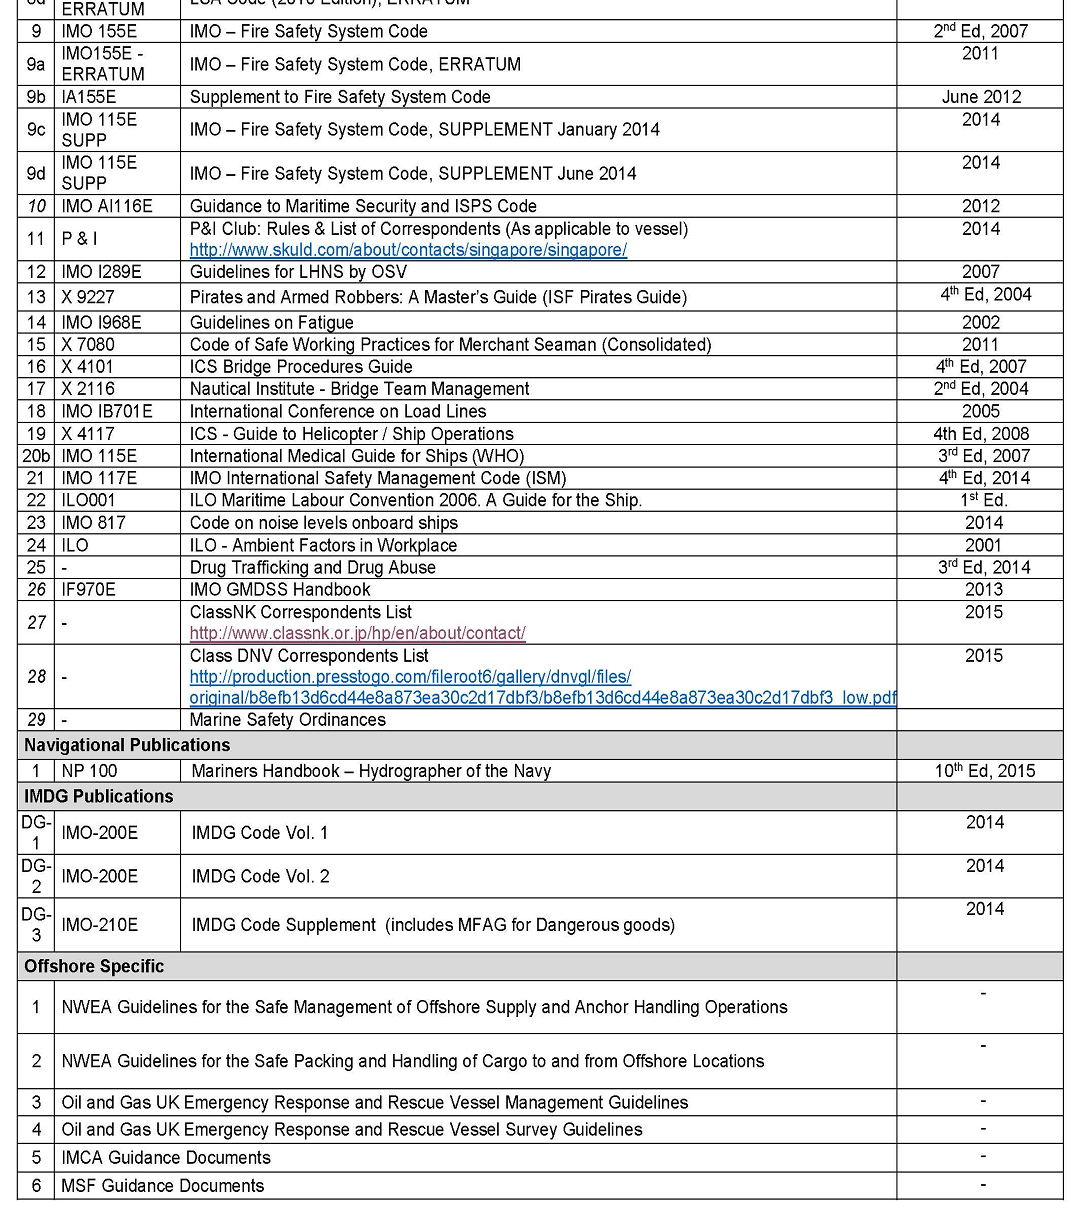 8d ERRATUM LSA Code (2010 Edition), ERRATUM
9 IMO 155E IMO – Fire Safety System Code 2nd Ed, 2007
9a IMO155E - ERRATUM IMO – Fire Safety System Code, ERRATUM 2011
9b IA155E Supplement to Fire Safety System Code June 2012
9c IMO 115E SUPP IMO – Fire Safety System Code, SUPPLEMENT January 2014 2014
9d IMO 115E SUPP IMO – Fire Safety System Code, SUPPLEMENT June 2014 2014
10 IMO AI116E Guidance to Maritime Security and ISPS Code 2012
11 P & I P&I Club: Rules & List of Correspondents (As applicable to vessel) 2014
http://www.skuld.com/about/contacts/singapore/singapore/
12 IMO I289E Guidelines for LHNS by OSV 2007
13 X 9227 Pirates and Armed Robbers: A Master's Guide (ISF Pirates Guide) 4th Ed, 2004
14 IMO I968E Guidelines on Fatigue 2002
15 X 7080 Code of Safe Working Practices for Merchant Seaman (Consolidated) 2011
16 X 4101 ICS Bridge Procedures Guide 4th Ed, 2007
17 X 2116 Nautical Institute - Bridge Team Management 2nd Ed, 2004
18 IMO IB701E International Conference on Load Lines 2005
19 X 4117 ICS - Guide to Helicopter / Ship Operations 4th Ed, 2008
20b IMO 115E International Medical Guide for Ships (WHO) 3rd Ed, 2007
21 IMO 117E IMO International Safety Management Code (ISM) 4th Ed, 2014
22 ILO001 ILO Maritime Labour Convention 2006. A Guide for the Ship. 1st Ed.
23 IMO 817 Code on noise levels onboard ships 2014
24 ILO ILO - Ambient Factors in Workplace 2001
25 - Drug Trafficking and Drug Abuse 3rd Ed, 2014
26 IF970E IMO GMDSS Handbook 2013
27 - ClassNK Correspondents List 2015
http://www.classnk.or.jp/hp/en/about/contact/
28 - Class DNV Correspondents List 2015
http://production.presstogo.com/fileroot6/gallery/dnvgl/files/
original/b8efb13d6cd44e8a873ea30c2d17dbf3/b8efb13d6cd44e8a873ea30c2d17dbf3_low.pdf
29 - Marine Safety Ordinances
Navigational Publications
1 NP 100 Mariners Handbook – Hydrographer of the Navy 10th Ed, 2015
IMDG Publications
DG-1 IMO-200E IMDG Code Vol. 1 2014
DG-2 IMO-200E IMDG Code Vol. 2 2014
DG-3 IMO-210E IMDG Code Supplement (includes MFAG for Dangerous goods) 2014
Offshore Specific
1 NWEA Guidelines for the Safe Management of Offshore Supply and Anchor Handling Operations -
2 NWEA Guidelines for the Safe Packing and Handling of Cargo to and from Offshore Locations -
3 Oil and Gas UK Emergency Response and Rescue Vessel Management Guidelines -
4 Oil and Gas UK Emergency Response and Rescue Vessel Survey Guidelines -
5 IMCA Guidance Documents -
6 MSF Guidance Documents -